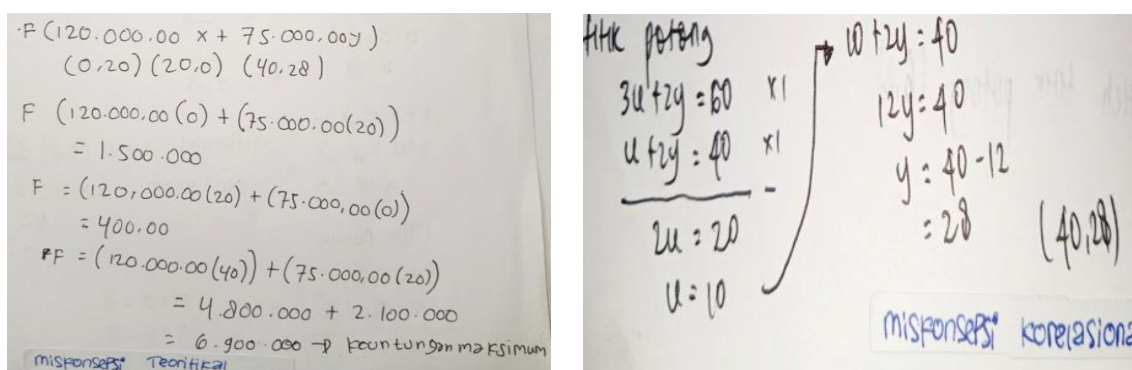 F (120.000,00 x + 75.000,00y)
(0,20) (20,0) (40,28)
F (120.000,00 (0) + (75.000.00 (20))
= 1.500.000
F = (120,000.00 (20) + (75.000,00 (0))
= 400.00
F = (120.000.00 (40)) + (75.000,00 (20))
= 4.800.000 + 2.100.000
= 6.900.000 → keuntungan maksimum
miskonsepsi Teoritikal
titik potong
3x + 2y = 60 x1
x + 2y = 40 x1
-
2x = 20
x = 10
10 + 2y = 40
12y = 40
y = 40 - 12
= 28
(40,28)
miskonsepsi korelasiona